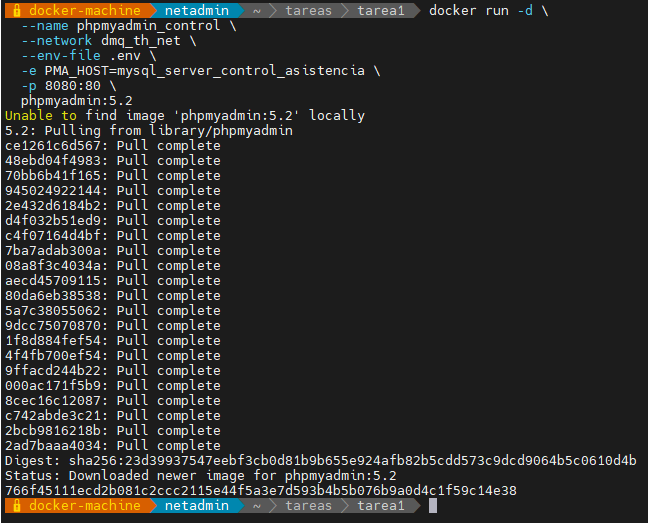 docker-machine netadmin ~ tareas tarea1 docker run -d \
--name phpmyadmin_control \
--network dmq_th_net \
--env-file .env \
-e PMA_HOST=mysql_server_control_asistencia \
-p 8080:80 \
phpmyadmin:5.2
Unable to find image 'phpmyadmin:5.2' locally
5.2: Pulling from library/phpmyadmin
ce1261c6d567: Pull complete
48ebd04f4983: Pull complete
70bb6b41f165: Pull complete
945024922144: Pull complete
2e432d6184b2: Pull complete
d4f032b51ed9: Pull complete
c4f07164d4bf: Pull complete
7ba7adab300a: Pull complete
08a8f3c4034a: Pull complete
aecd45709115: Pull complete
80da6eb38538: Pull complete
5a7c38055062: Pull complete
9dcc75070870: Pull complete
1f8d884fef54: Pull complete
4f4fb700ef54: Pull complete
9ffacd244b22: Pull complete
000ac171f5b9: Pull complete
8cec16c12087: Pull complete
c742abde3c21: Pull complete
2bcb9816218b: Pull complete
2ad7baaa4034: Pull complete
Digest: sha256:23d39937547eebf3cb0d81b9b655e924afb82b5cdd573c9dcd9064b5c0610d4b
Status: Downloaded newer image for phpmyadmin:5.2
766f45111ecd2b081c2ccc2115e44f5a3e7d593b4b5b076b9a0d4c1f59c14e38
docker-machine netadmin ~ tareas tarea1